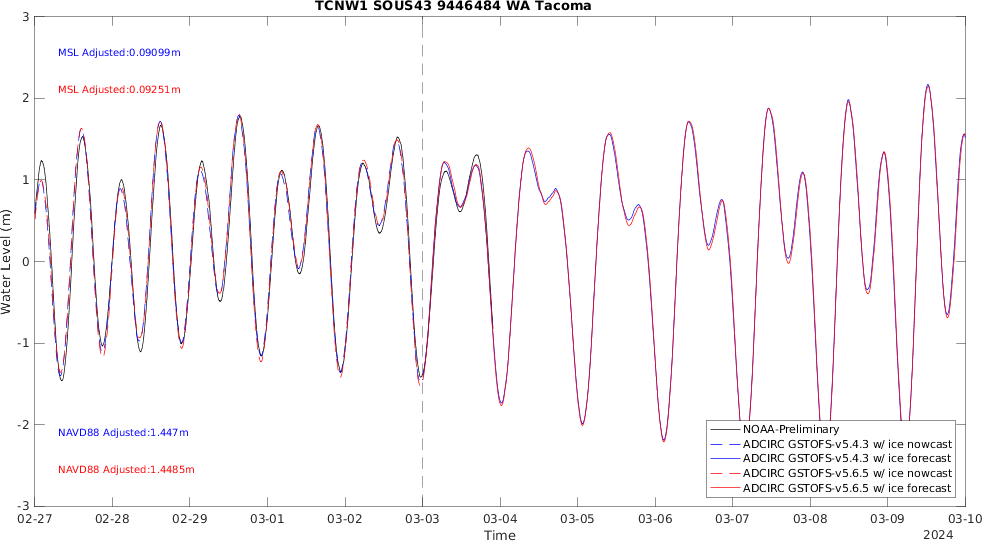 TCNW1 SOUS43 9446484 WA Tacoma
3
2
1
0
-1
-2
-3
Water Level (m)
MSL Adjusted:0.09099m
MSL Adjusted:0.09251m
NAVD88 Adjusted:1.447m
NAVD88 Adjusted:1.4485m
NOAA-Preliminary
ADCIRC GSTOFS-v5.4.3 w/ ice nowcast
ADCIRC GSTOFS-v5.4.3 w/ ice forecast
ADCIRC GSTOFS-v5.6.5 w/ ice nowcast
ADCIRC GSTOFS-v5.6.5 w/ ice forecast
02-27 02-28 02-29 03-01 03-02 03-03 03-04 03-05 03-06 03-07 03-08 03-09 03-10
Time
2024